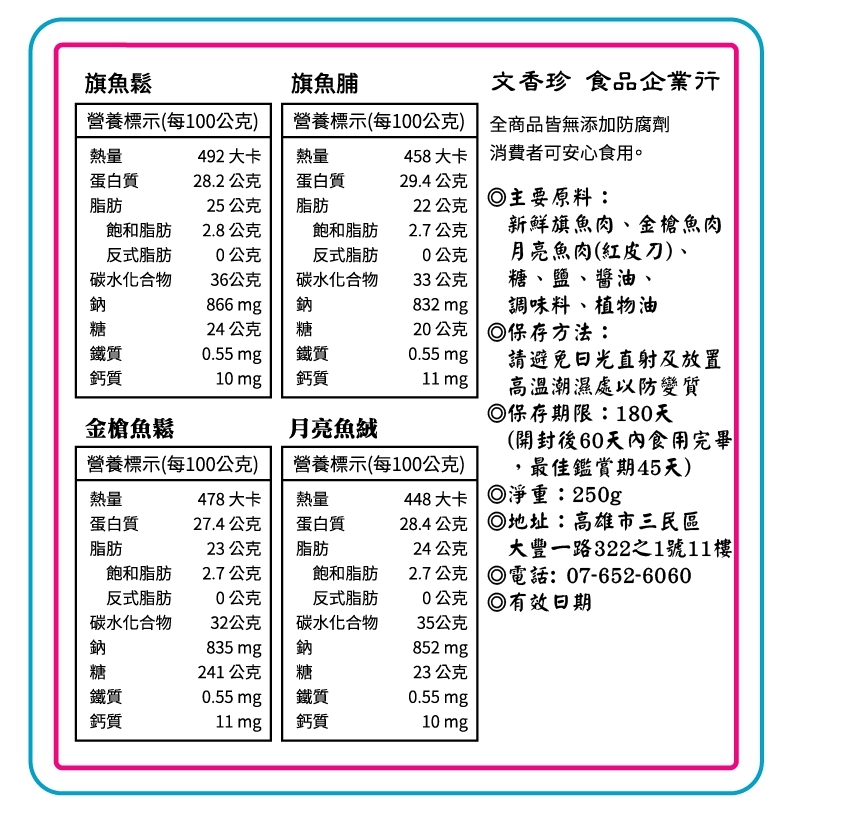 旗魚鬆
營養標示(每100公克)
熱量 492 大卡
蛋白質 28.2 公克
脂肪 25 公克
飽和脂肪 2.8 公克
反式脂肪 0 公克
碳水化合物 36公克
鈉 866 mg
糖 24 公克
鐵質 0.55 mg
鈣質 10 mg
旗魚脯
營養標示(每100公克)
熱量 458 大卡
蛋白質 29.4 公克
脂肪 22 公克
飽和脂肪 2.7 公克
反式脂肪 0 公克
碳水化合物 33 公克
鈉 832 mg
糖 20 公克
鐵質 0.55 mg
鈣質 11 mg
金槍魚鬆
營養標示(每100公克)
熱量 478 大卡
蛋白質 27.4 公克
脂肪 23 公克
飽和脂肪 2.7 公克
反式脂肪 0 公克
碳水化合物 32公克
鈉 835 mg
糖 241 公克
鐵質 0.55 mg
鈣質 11 mg
月亮魚絨
營養標示(每100公克)
熱量 448 大卡
蛋白質 28.4 公克
脂肪 24 公克
飽和脂肪 2.7 公克
反式脂肪 0 公克
碳水化合物 35公克
鈉 852 mg
糖 23 公克
鐵質 0.55 mg
鈣質 10 mg
文香珍 食品企業行
全商品皆無添加防腐劑
消費者可安心食用。
◎主要原料：
新鮮旗魚肉、金槍魚肉
月亮魚肉(紅皮刀)、
糖、鹽、醬油、
調味料、植物油
◎保存方法：
請避免日光直射及放置
高溫潮濕處以防變質
◎保存期限：180天
(開封後60天內食用完畢
，最佳鑑賞期45天)
◎淨重：250g
◎地址：高雄市三民區
大豐一路322之1號11樓
◎電話: 07-652-6060
◎有效日期